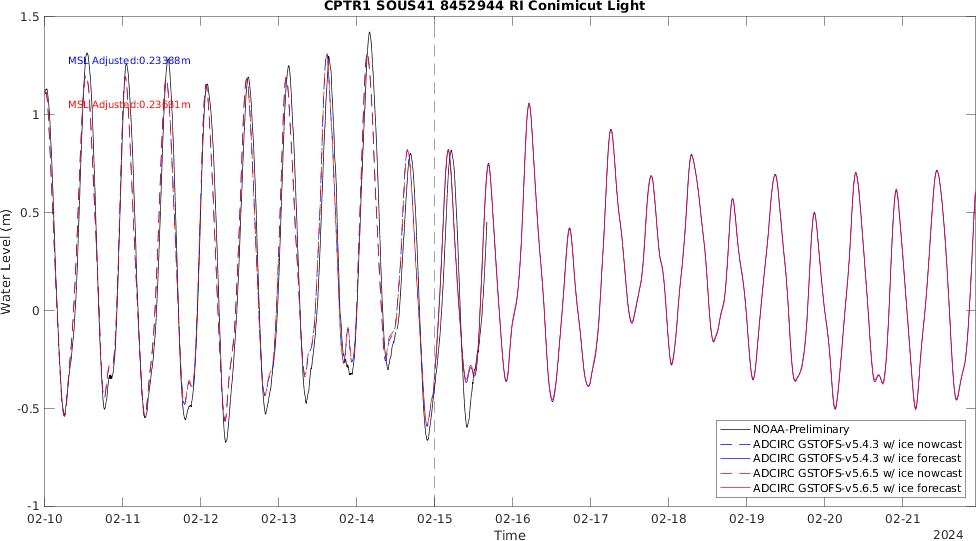 CPTR1 SOUS41 8452944 RI Conimicut Light
1.5
MSL Adjusted:0.23388m
MSL Adjusted:0.23631m
1
0.5
Water Level (m)
0
-0.5
-1
NOAA-Preliminary
ADCIRC GSTOFS-v5.4.3 w/ ice nowcast
ADCIRC GSTOFS-v5.4.3 w/ ice forecast
ADCIRC GSTOFS-v5.6.5 w/ ice nowcast
ADCIRC GSTOFS-v5.6.5 w/ ice forecast
02-10 02-11 02-12 02-13 02-14 02-15 02-16 02-17 02-18 02-19 02-20 02-21
Time
2024